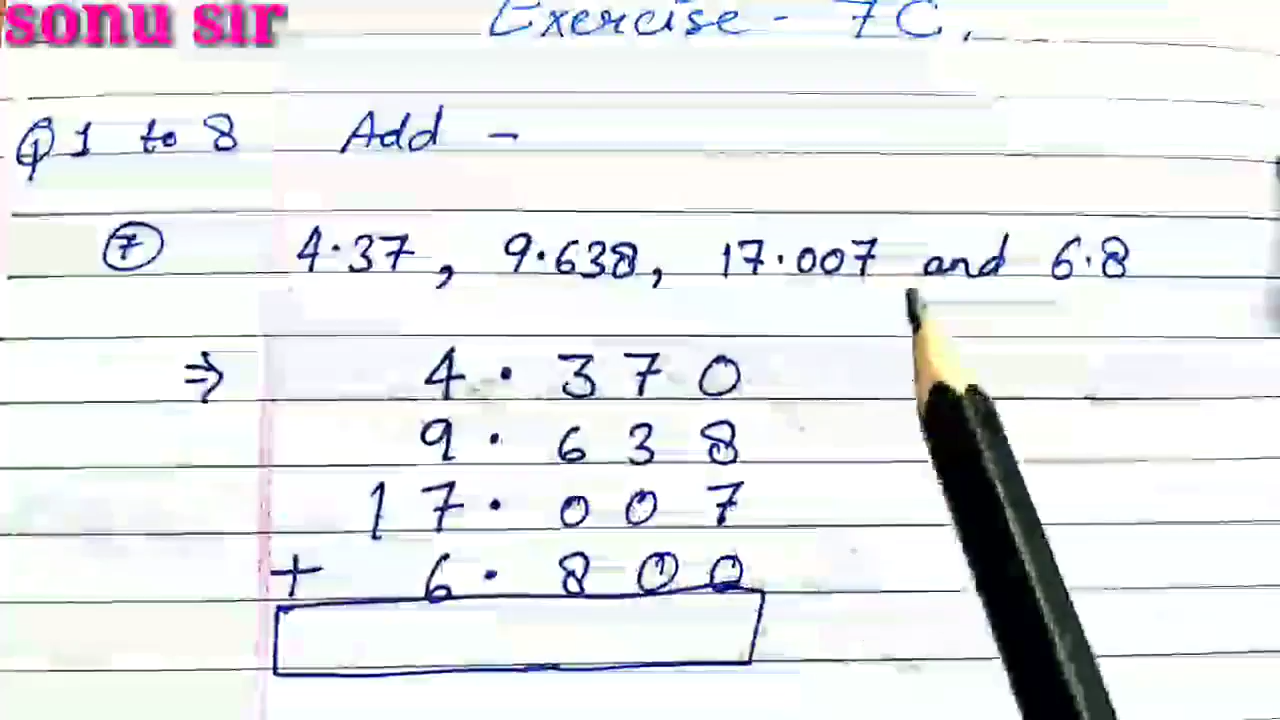 sonu sir
Exercise - 7C.
Q 1 to 8 Add -
⑦ 4.37, 9.638, 17.007 and 6.8
⇒ 4.370
9.638
17.007
+ 6.800